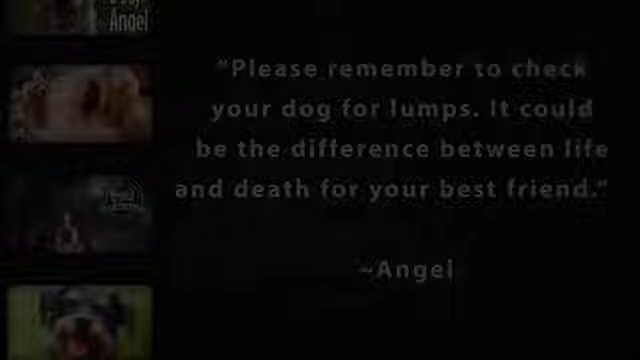 Angel
"Please remember to check
your dog for lumps. It could
be the difference between life
and death for your best friend."
~Angel